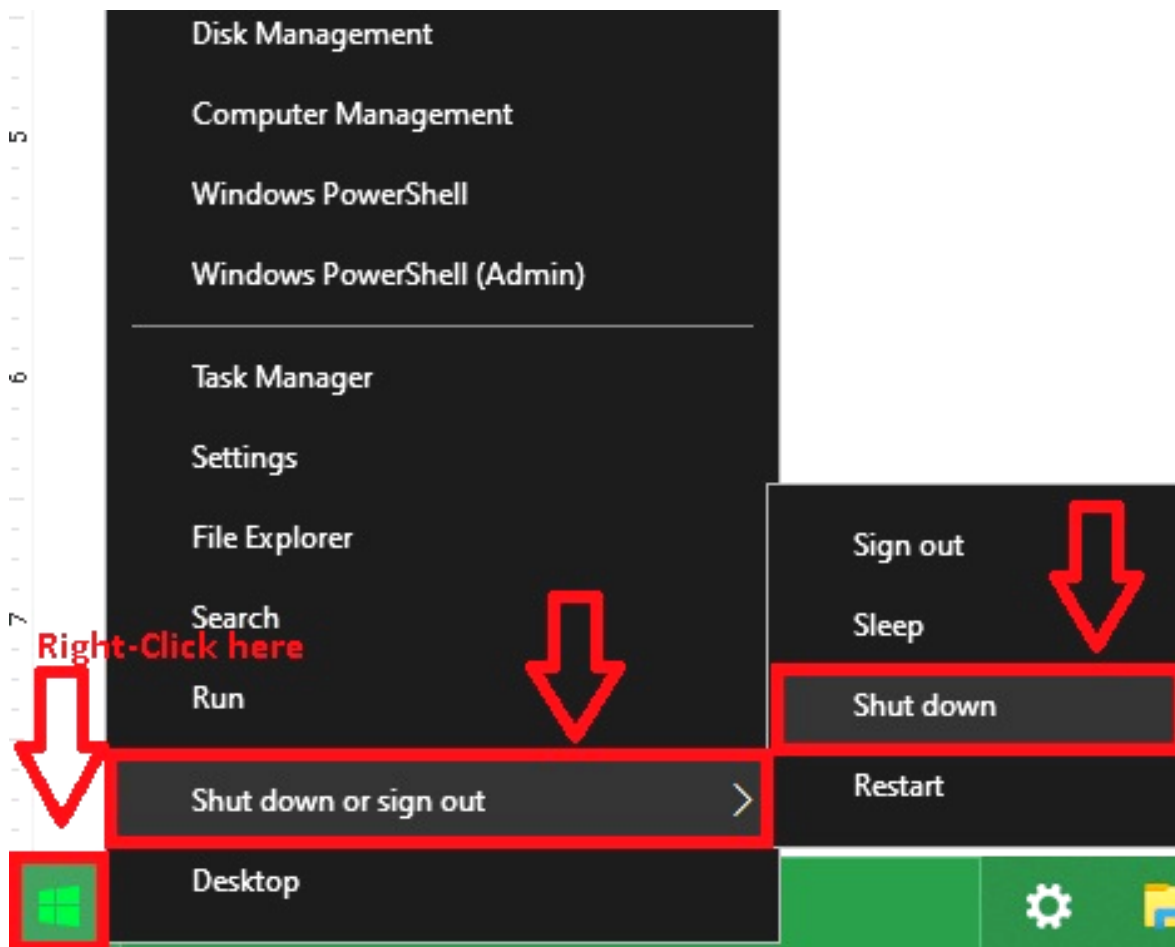 Disk Management
Computer Management
Windows PowerShell
Windows PowerShell (Admin)
Task Manager
Settings
File Explorer
Search
Right-Click here
Run
Shut down or sign out
Desktop
Sign out
Sleep
Shut down
Restart
5
6
7